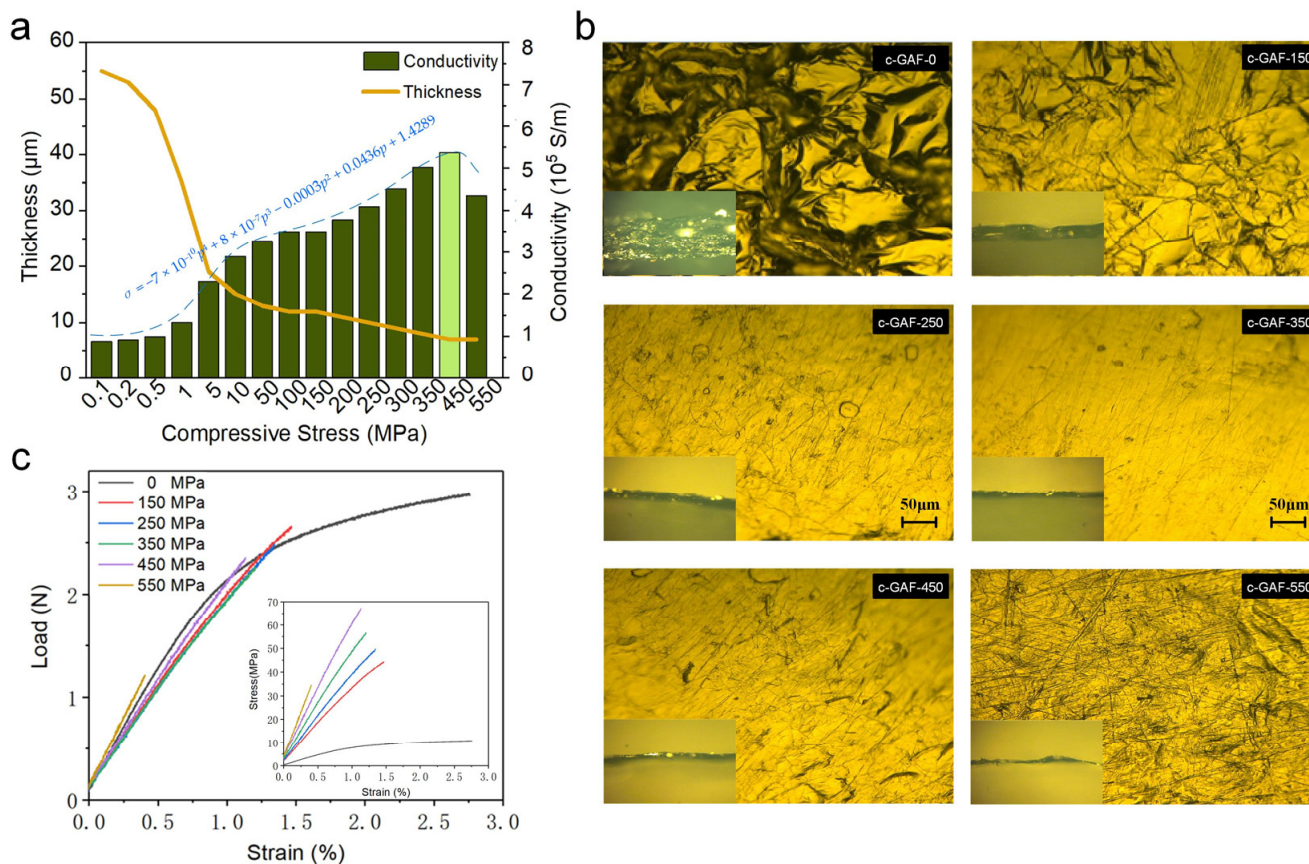 a
60
50
40
30
20
10
0
Thickness (μm)
Conductivity
Thickness
σ = −7 × 10⁻¹⁰p⁴ + 8 × 10⁻⁷p³ − 0.0003p² + 0.0436p + 1.4289
8
7
6
5
4
3
2
1
0
Conductivity (10⁵ S/m)
0.1 0.2 0.5 1 5 10 50 100 150 200 250 300 350 450 550
Compressive Stress (MPa)
b
c-GAF-0
c-GAF-150
c-GAF-250
50μm
c-GAF-350
50μm
c-GAF-450
c-GAF-550
c
0 MPa
150 MPa
250 MPa
350 MPa
450 MPa
550 MPa
3
2
1
0
Load (N)
0.0 0.5 1.0 1.5 2.0 2.5 3.0
Strain (%)
70
60
50
40
30
20
10
0
Stress(MPa)
0.0 0.5 1.0 1.5 2.0 2.5 3.0
Strain (%)